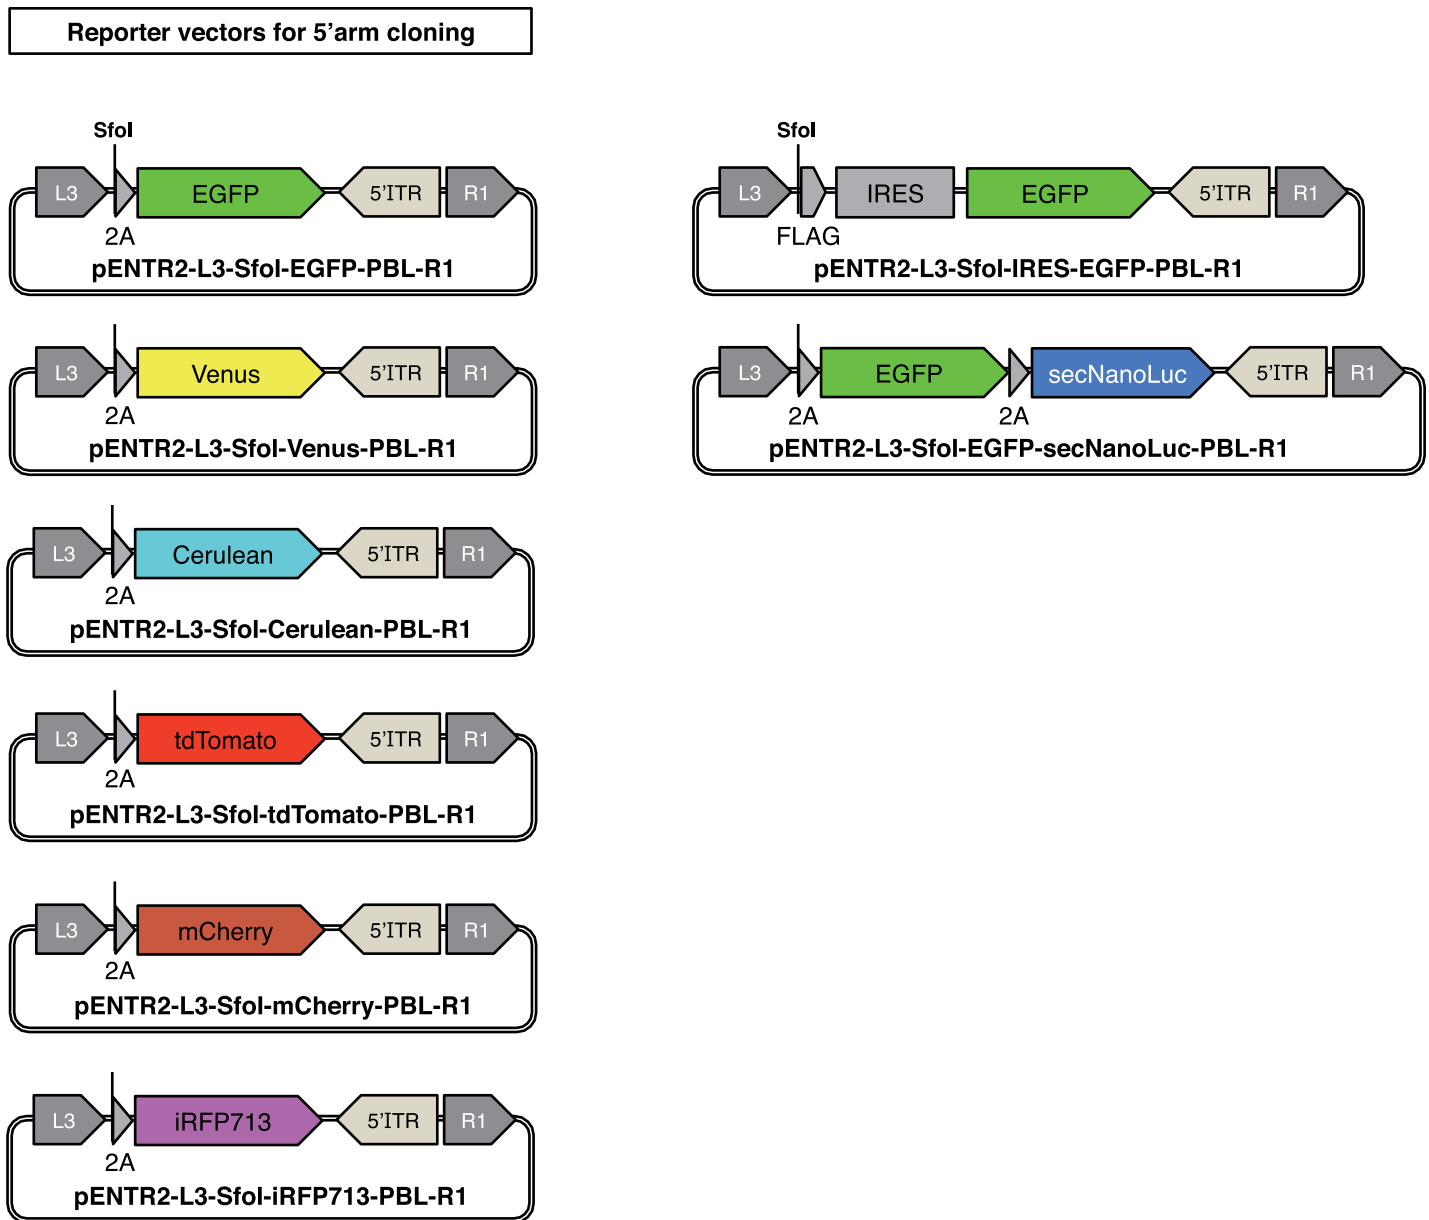 Reporter vectors for 5'arm cloning
SfoI
L3
EGFP
5'ITR
R1
2A
pENTR2-L3-SfoI-EGFP-PBL-R1
L3
Venus
5'ITR
R1
2A
pENTR2-L3-SfoI-Venus-PBL-R1
L3
Cerulean
5'ITR
R1
2A
pENTR2-L3-SfoI-Cerulean-PBL-R1
L3
tdTomato
5'ITR
R1
2A
pENTR2-L3-SfoI-tdTomato-PBL-R1
L3
mCherry
5'ITR
R1
2A
pENTR2-L3-SfoI-mCherry-PBL-R1
L3
iRFP713
5'ITR
R1
2A
pENTR2-L3-SfoI-iRFP713-PBL-R1
SfoI
L3
IRES
EGFP
5'ITR
R1
FLAG
pENTR2-L3-SfoI-IRES-EGFP-PBL-R1
L3
EGFP
secNanoLuc
5'ITR
R1
2A
2A
pENTR2-L3-SfoI-EGFP-secNanoLuc-PBL-R1